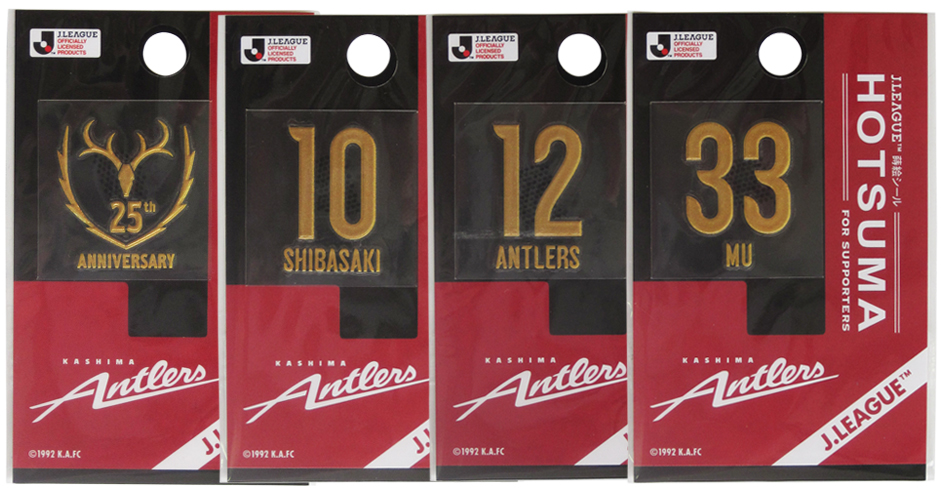 J.LEAGUE
OFFICIALLY
LICENSED
PRODUCTS
25th
ANNIVERSARY
KASHIMA
Antlers
©1992 K.A.FC
J.
J.LEAGUE
OFFICIALLY
LICENSED
PRODUCTS
10
SHIBASAKI
KASHIMA
Antlers
©1992 K.A.FC
J.
J.LEAGUE
OFFICIALLY
LICENSED
PRODUCTS
12
ANTLERS
KASHIMA
Antlers
©1992 K.A.FC
J.
J.LEAGUE
OFFICIALLY
LICENSED
PRODUCTS
33
MU
KASHIMA
Antlers
©1992 K.A.FC
J.LEAGUE™
J.LEAGUE™ 蒔絵シール
HOTSUMA
FOR SUPPORTERS